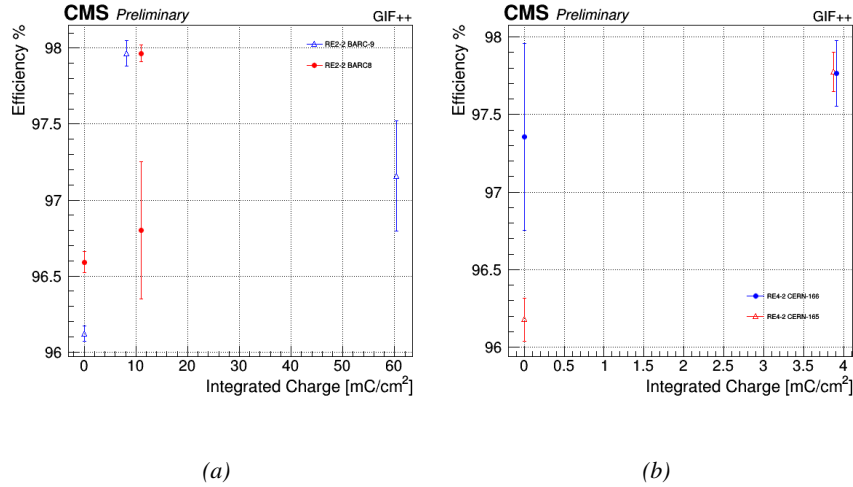 CMS Preliminary GIF++
Efficiency %
98
97.5
97
96.5
96
RE2-2 BARC-9
RE2-2 BARC8
0 10 20 30 40 50 60
Integrated Charge [mC/cm²]
(a)
CMS Preliminary GIF++
Efficiency %
98
97.5
97
96.5
96
RE4-2 CERN-166
RE4-2 CERN-165
0 0.5 1 1.5 2 2.5 3 3.5 4
Integrated Charge [mC/cm²]
(b)